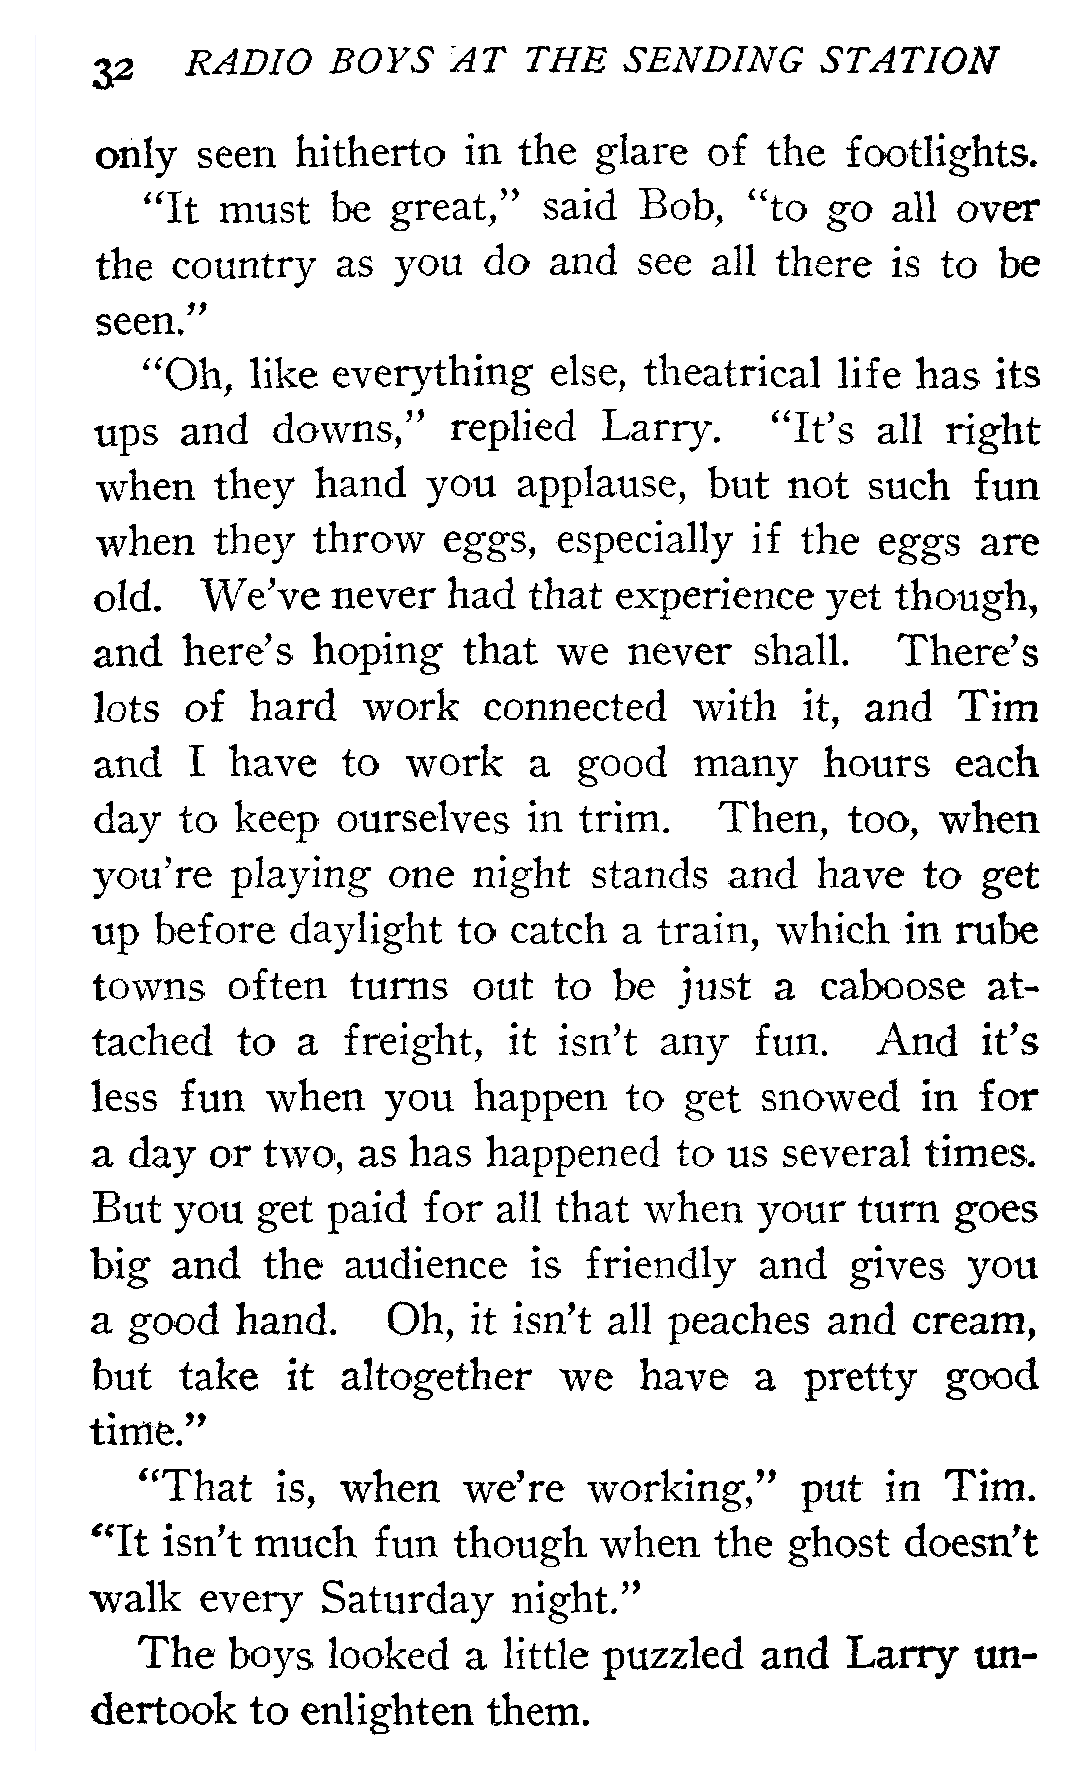 32 RADIO BOYS AT THE SENDING STATION
only seen hitherto in the glare of the footlights.
“It must be great,” said Bob, “to go all over
the country as you do and see all there is to be
seen.”
“Oh, like everything else, theatrical life has its
ups and downs,” replied Larry. “It’s all right
when they hand you applause, but not such fun
when they throw eggs, especially if the eggs are
old. We’ve never had that experience yet though,
and here’s hoping that we never shall. There’s
lots of hard work connected with it, and Tim
and I have to work a good many hours each
day to keep ourselves in trim. Then, too, when
you’re playing one night stands and have to get
up before daylight to catch a train, which in rube
towns often turns out to be just a caboose at-
tached to a freight, it isn’t any fun. And it’s
less fun when you happen to get snowed in for
a day or two, as has happened to us several times.
But you get paid for all that when your turn goes
big and the audience is friendly and gives you
a good hand. Oh, it isn’t all peaches and cream,
but take it altogether we have a pretty good
time.”
“That is, when we’re working,” put in Tim.
“It isn’t much fun though when the ghost doesn’t
walk every Saturday night.”
The boys looked a little puzzled and Larry un-
dertook to enlighten them.